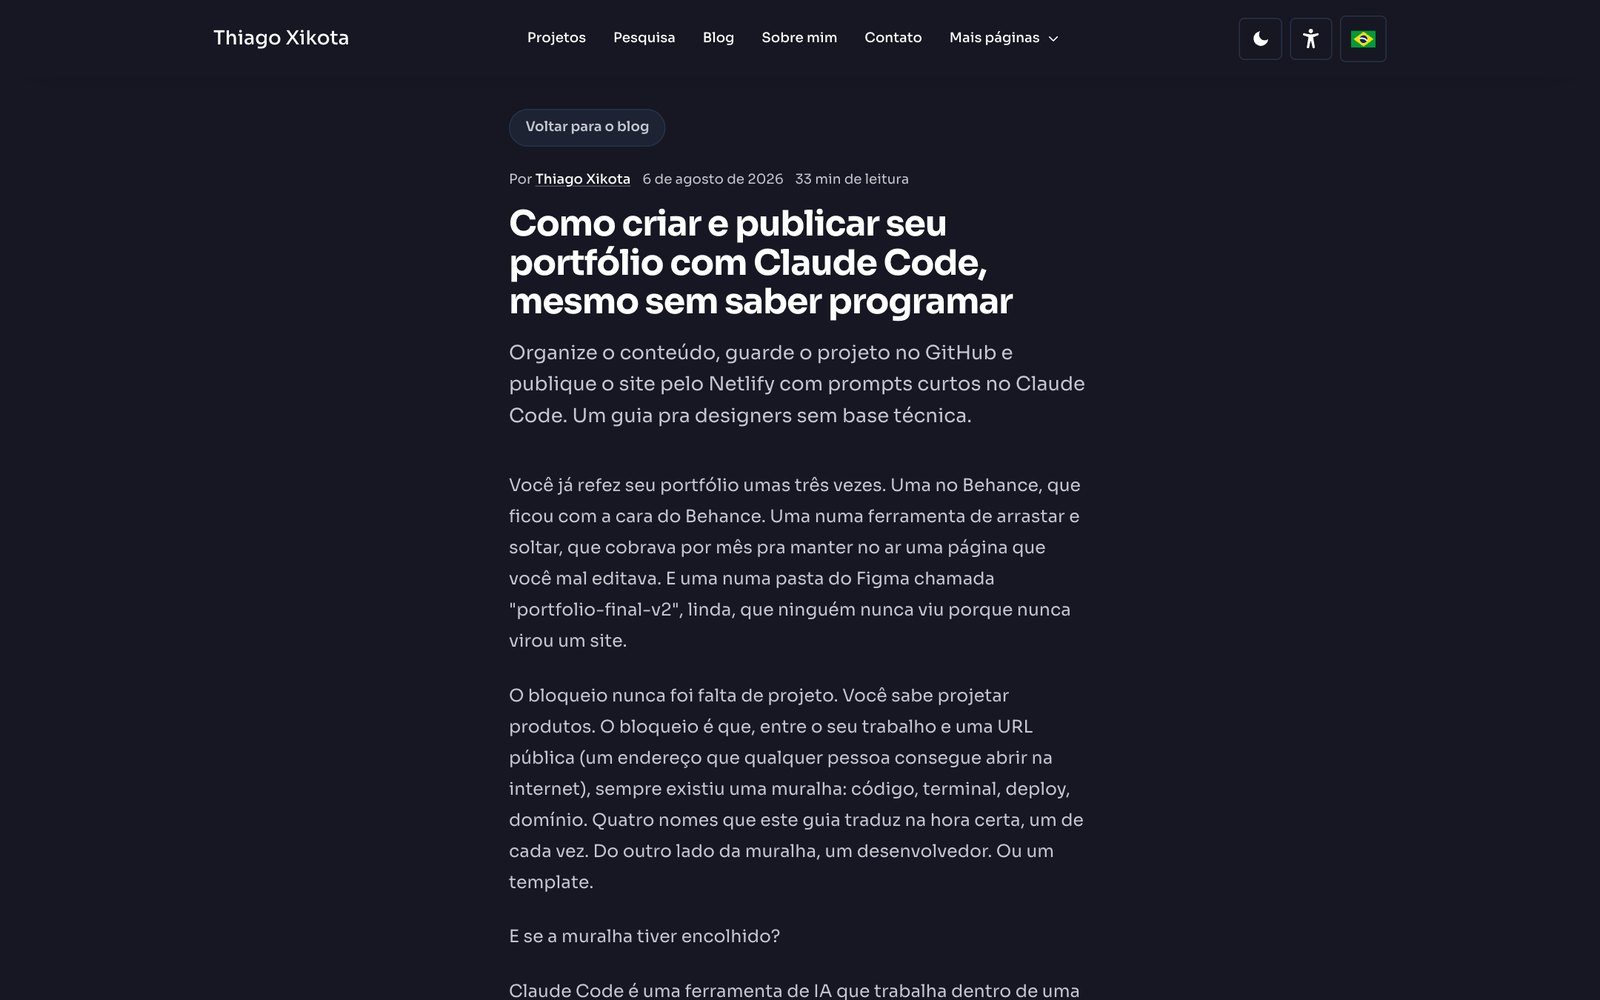 Thiago Xikota
Projetos
Pesquisa
Blog
Sobre mim
Contato
Mais páginas
Voltar para o blog
Por Thiago Xikota 6 de agosto de 2026 33 min de leitura
Como criar e publicar seu
portfólio com Claude Code,
mesmo sem saber programar
Organize o conteúdo, guarde o projeto no GitHub e
publique o site pelo Netlify com prompts curtos no Claude
Code. Um guia pra designers sem base técnica.
Você já refez seu portfólio umas três vezes. Uma no Behance, que
ficou com a cara do Behance. Uma numa ferramenta de arrastar e
soltar, que cobrava por mês pra manter no ar uma página que
você mal editava. E uma numa pasta do Figma chamada
"portfolio-final-v2", linda, que ninguém nunca viu porque nunca
virou um site.
O bloqueio nunca foi falta de projeto. Você sabe projetar
produtos. O bloqueio é que, entre o seu trabalho e uma URL
pública (um endereço que qualquer pessoa consegue abrir na
internet), sempre existiu uma muralha: código, terminal, deploy,
domínio. Quatro nomes que este guia traduz na hora certa, um de
cada vez. Do outro lado da muralha, um desenvolvedor. Ou um
template.
E se a muralha tiver encolhido?
Claude Code é uma ferramenta de IA que trabalha dentro de uma